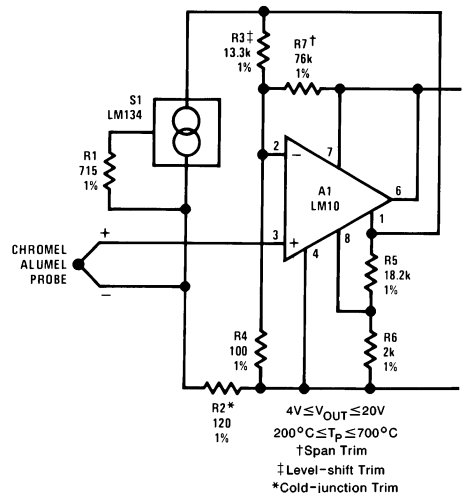 R3‡
13.3k
1%
R7†
76k
1%
S1
LM134
R1
715
1%
2
−
7
A1
LM10
6
1
3
+
4
8
+
CHROMEL
ALUMEL
PROBE
−
R5
18.2k
1%
R4
100
1%
R6
2k
1%
R2*
120
1%
4V≤VOUT≤20V
200°C≤TP≤700°C
†Span Trim
‡Level-shift Trim
*Cold-junction Trim